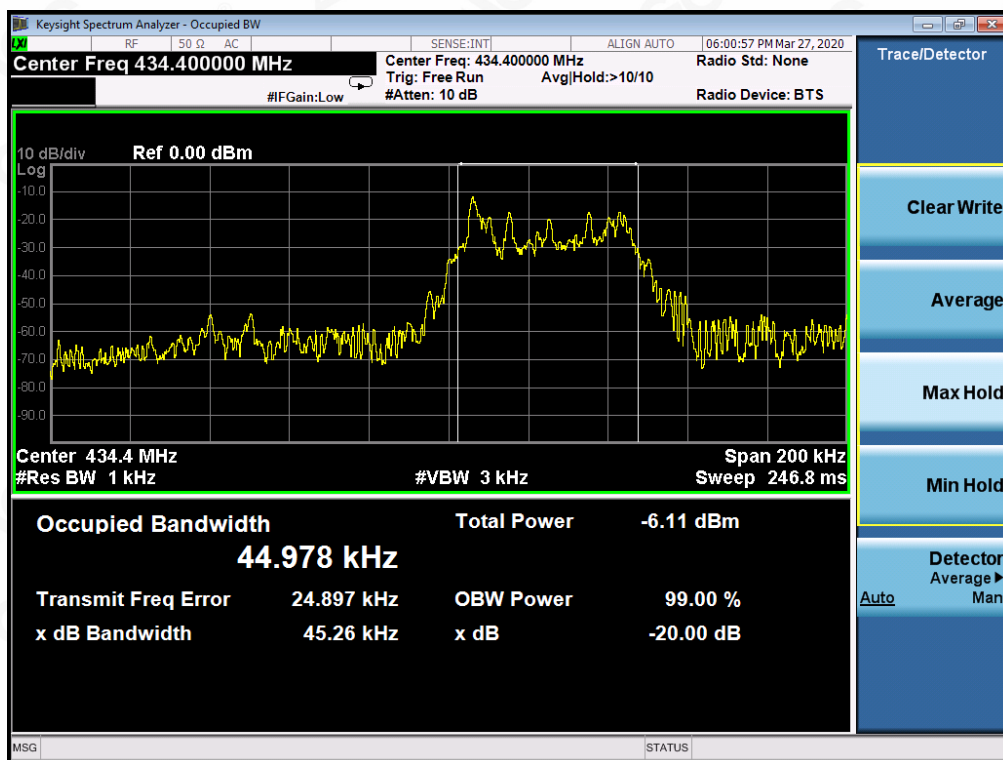 Keysight Spectrum Analyzer - Occupied BW
LXI RF 50 Ω AC SENSE:INT ALIGN AUTO 06:00:57 PM Mar 27, 2020
Center Freq 434.400000 MHz
Center Freq: 434.400000 MHz Radio Std: None
Trig: Free Run Avg|Hold:>10/10
#IFGain:Low #Atten: 10 dB Radio Device: BTS
10 dB/div Ref 0.00 dBm
Log
-10.0
-20.0
-30.0
-40.0
-50.0
-60.0
-70.0
-80.0
-90.0
Center 434.4 MHz Span 200 kHz
#Res BW 1 kHz #VBW 3 kHz Sweep 246.8 ms
Occupied Bandwidth Total Power -6.11 dBm
44.978 kHz
Transmit Freq Error 24.897 kHz OBW Power 99.00 %
x dB Bandwidth 45.26 kHz x dB -20.00 dB
MSG STATUS
Trace/Detector
Clear Write
Average
Max Hold
Min Hold
Detector
Average
Auto Man